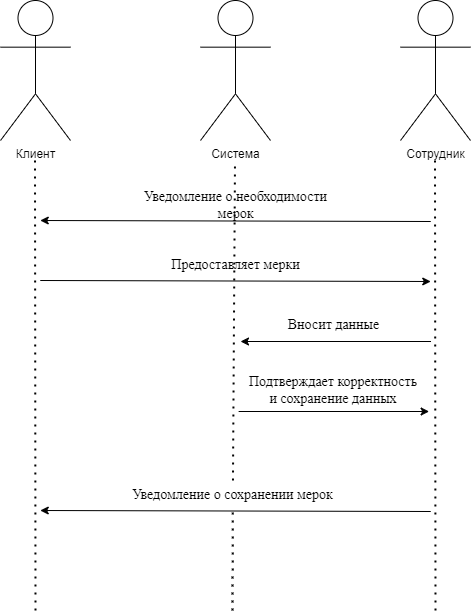 Клиент
Система
Сотрудник
Уведомление о необходимости
мерок
Предоставляет мерки
Вносит данные
Подтверждает корректность
и сохранение данных
Уведомление о сохранении мерок